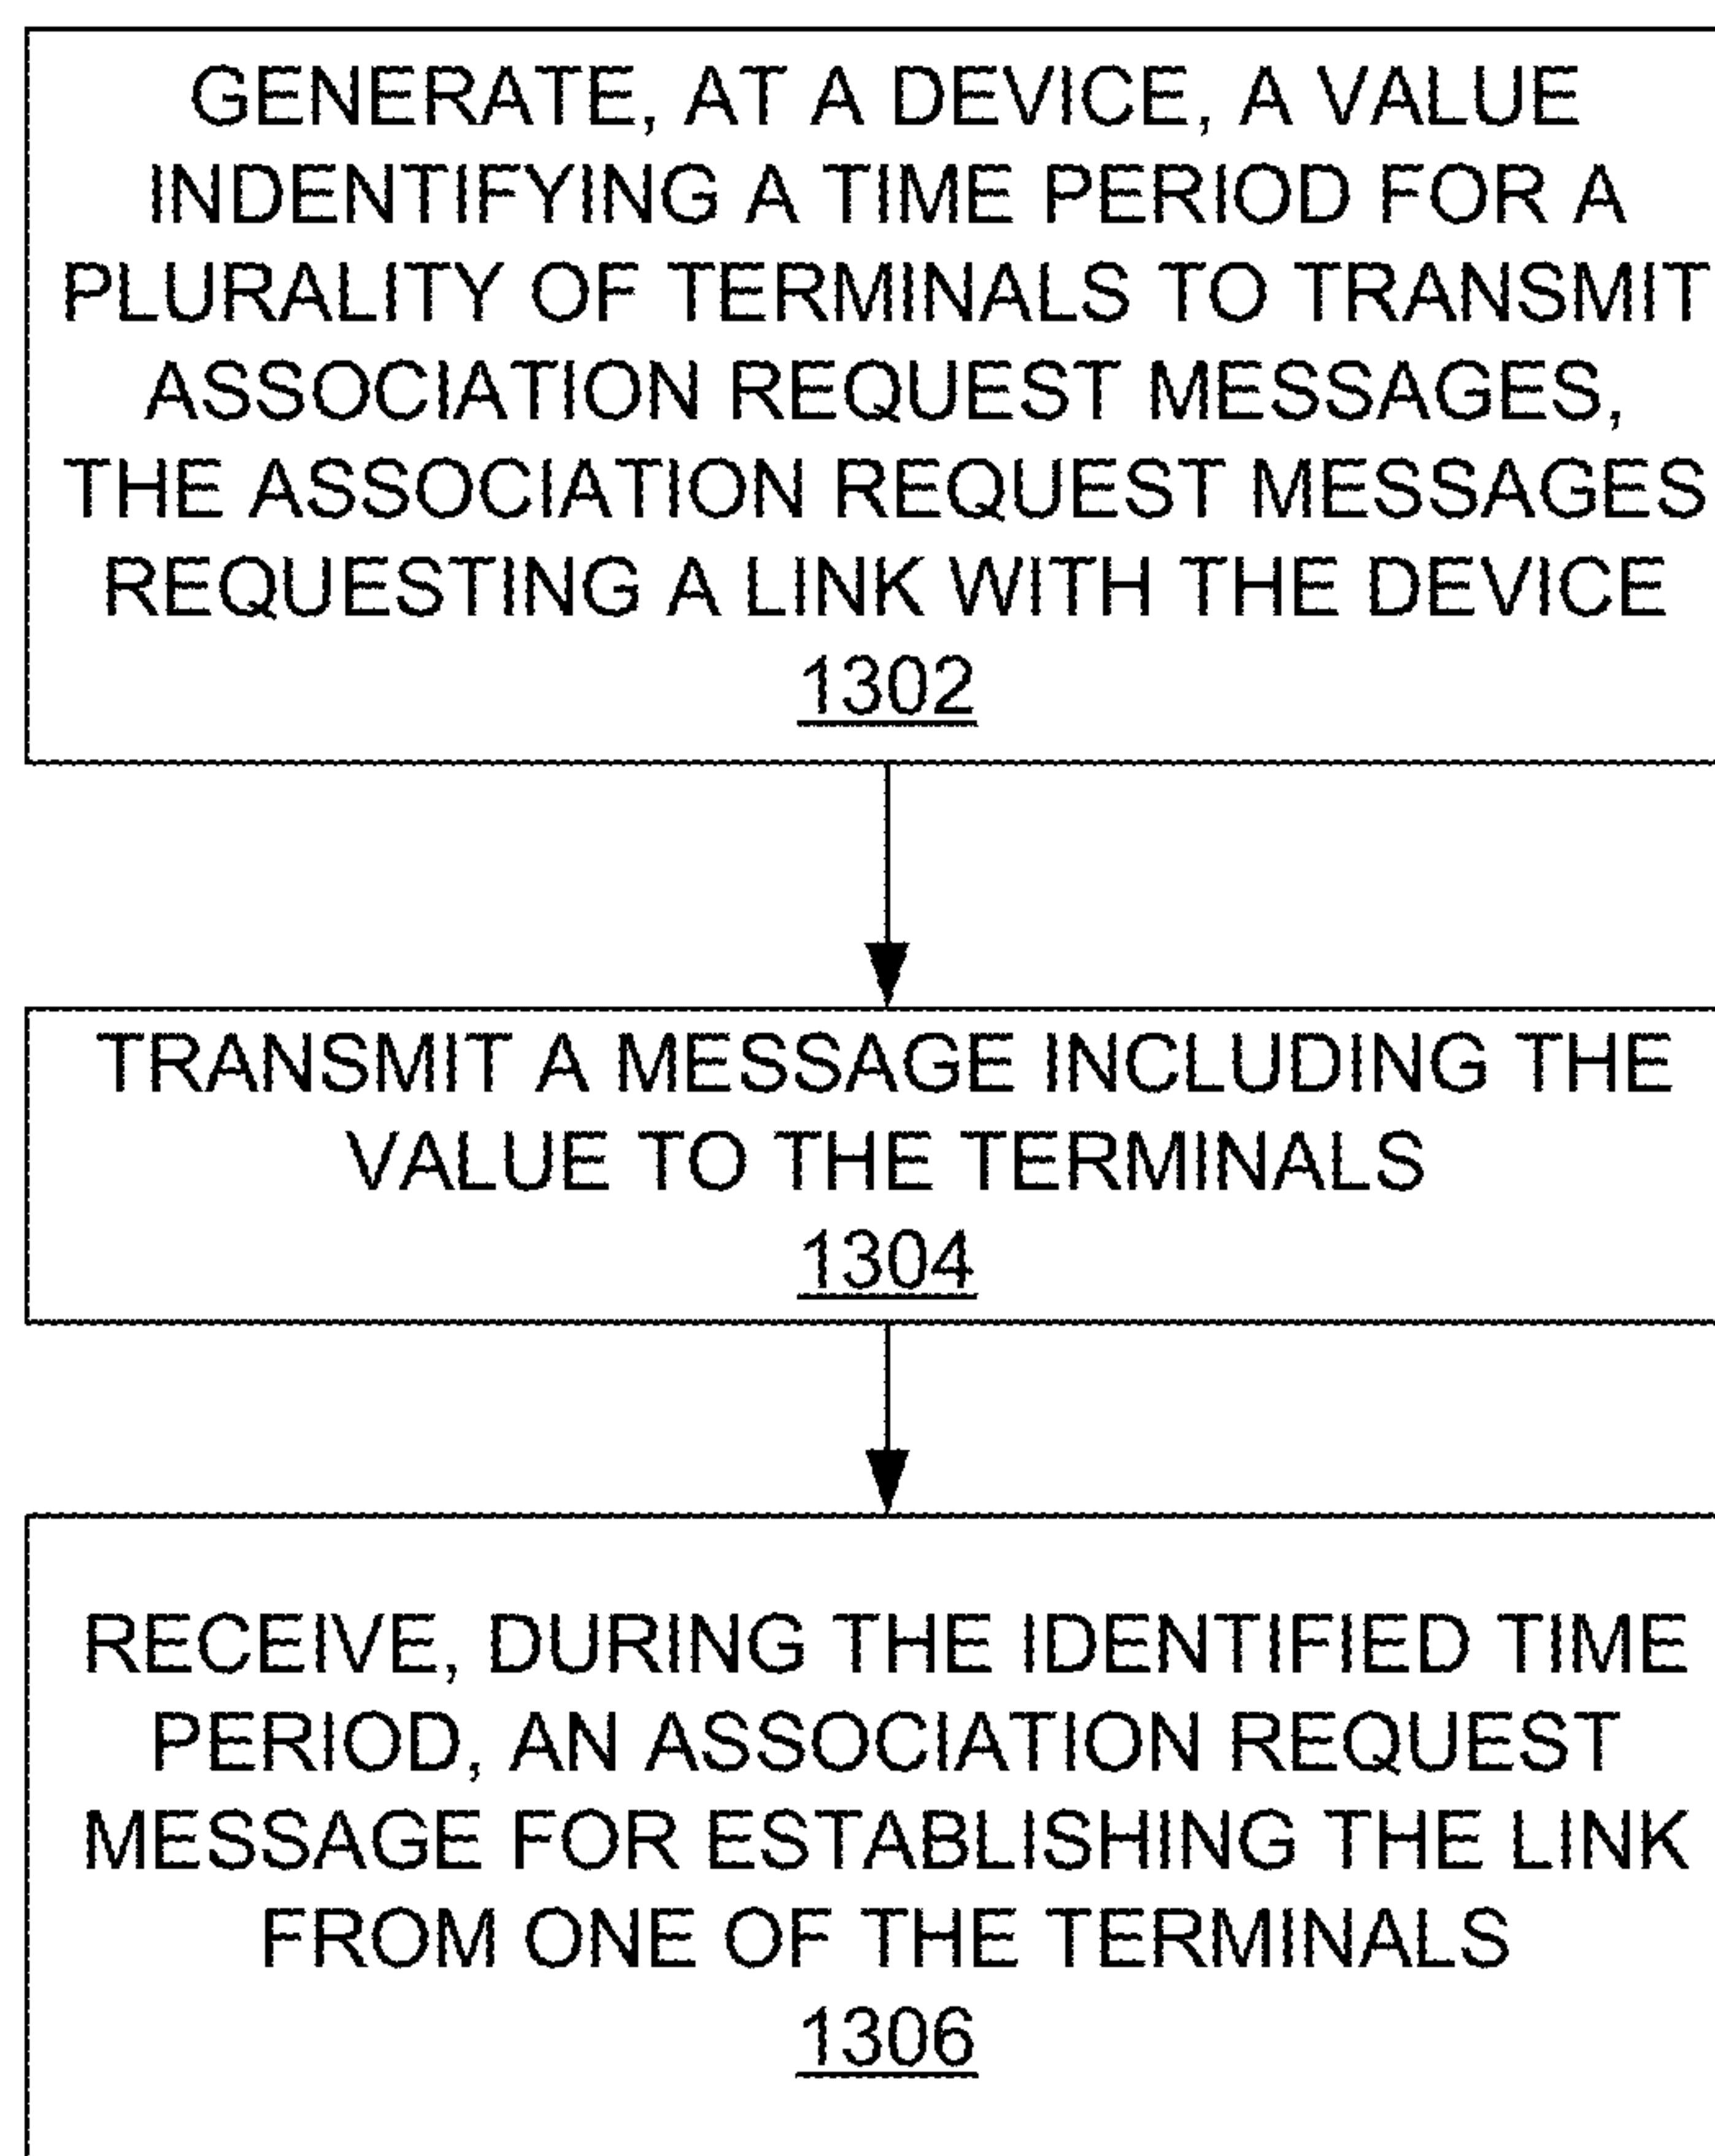 GENERATE, AT A DEVICE, A VALUE
INDENTIFYING A TIME PERIOD FOR A
PLURALITY OF TERMINALS TO TRANSMIT
ASSOCIATION REQUEST MESSAGES,
THE ASSOCIATION REQUEST MESSAGES
REQUESTING A LINK WITH THE DEVICE
1302
TRANSMIT A MESSAGE INCLUDING THE
VALUE TO THE TERMINALS
1304
RECEIVE, DURING THE IDENTIFIED TIME
PERIOD, AN ASSOCIATION REQUEST
MESSAGE FOR ESTABLISHING THE LINK
FROM ONE OF THE TERMINALS
1306